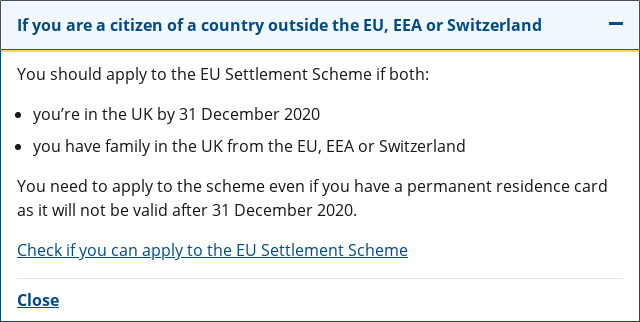 If you are a citizen of a country outside the EU, EEA or Switzerland
You should apply to the EU Settlement Scheme if both:
you’re in the UK by 31 December 2020
you have family in the UK from the EU, EEA or Switzerland
You need to apply to the scheme even if you have a permanent residence card
as it will not be valid after 31 December 2020.
Check if you can apply to the EU Settlement Scheme
Close